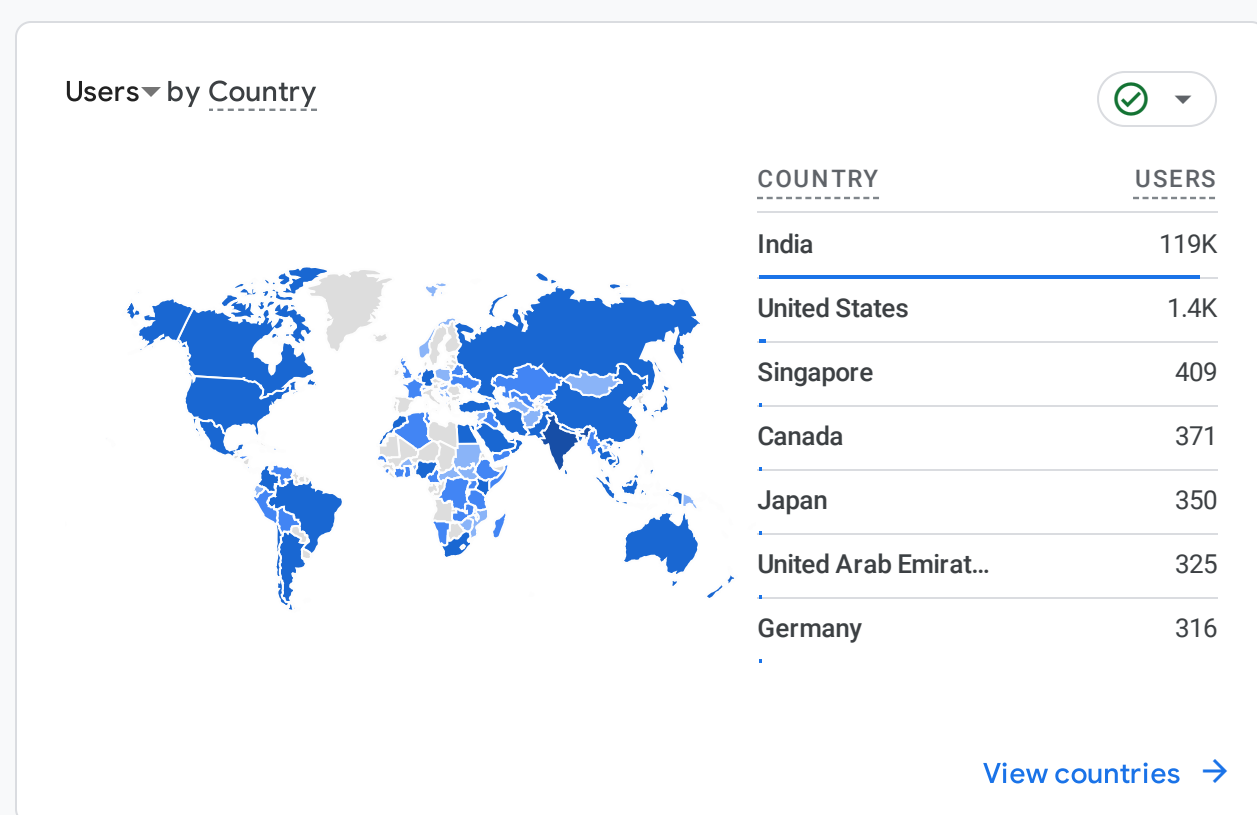 Users by Country
COUNTRY USERS
India 119K
United States 1.4K
Singapore 409
Canada 371
Japan 350
United Arab Emirat... 325
Germany 316
View countries